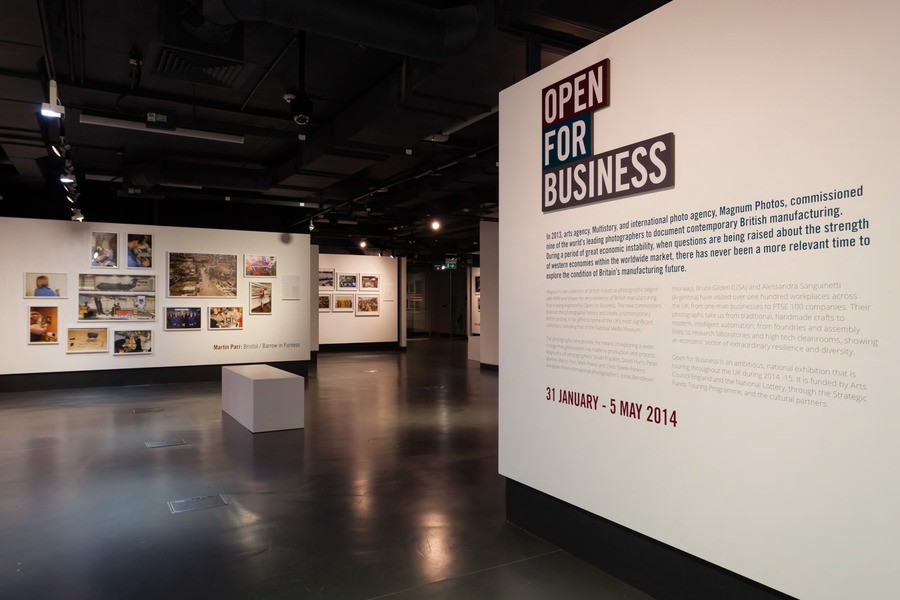 OPEN
FOR
BUSINESS
In 2013, arts agency, Multistory, and international photo agency, Magnum Photos, commissioned
nine of the world's leading photographers to document contemporary British manufacturing.
During a period of great economic instability, when questions are being raised about the strength
of western economies within the worldwide market, there has never been a more relevant time to
explore the condition of Britain's manufacturing future.
(Norway), Bruce Gilden (USA) and Alessandra Sanguinetti
(Argentina) have visited over one hundred workplaces across
the UK, from one-man businesses to FTSE 100 companies. Their
photographs take us from traditional, handmade crafts to
modern, intelligent automation; from foundries and assembly
lines to research laboratories and high tech cleanrooms, showing
an economic sector of extraordinary resilience and diversity.
Open for Business is an ambitious, national exhibition that is
touring throughout the UK during 2014 -15. It is funded by Arts
Council England and the National Lottery, through the Strategic
Funds Touring Programme, and the cultural partners.
31 JANUARY - 5 MAY 2014
Martin Parr: Bristol / Barrow in Furness